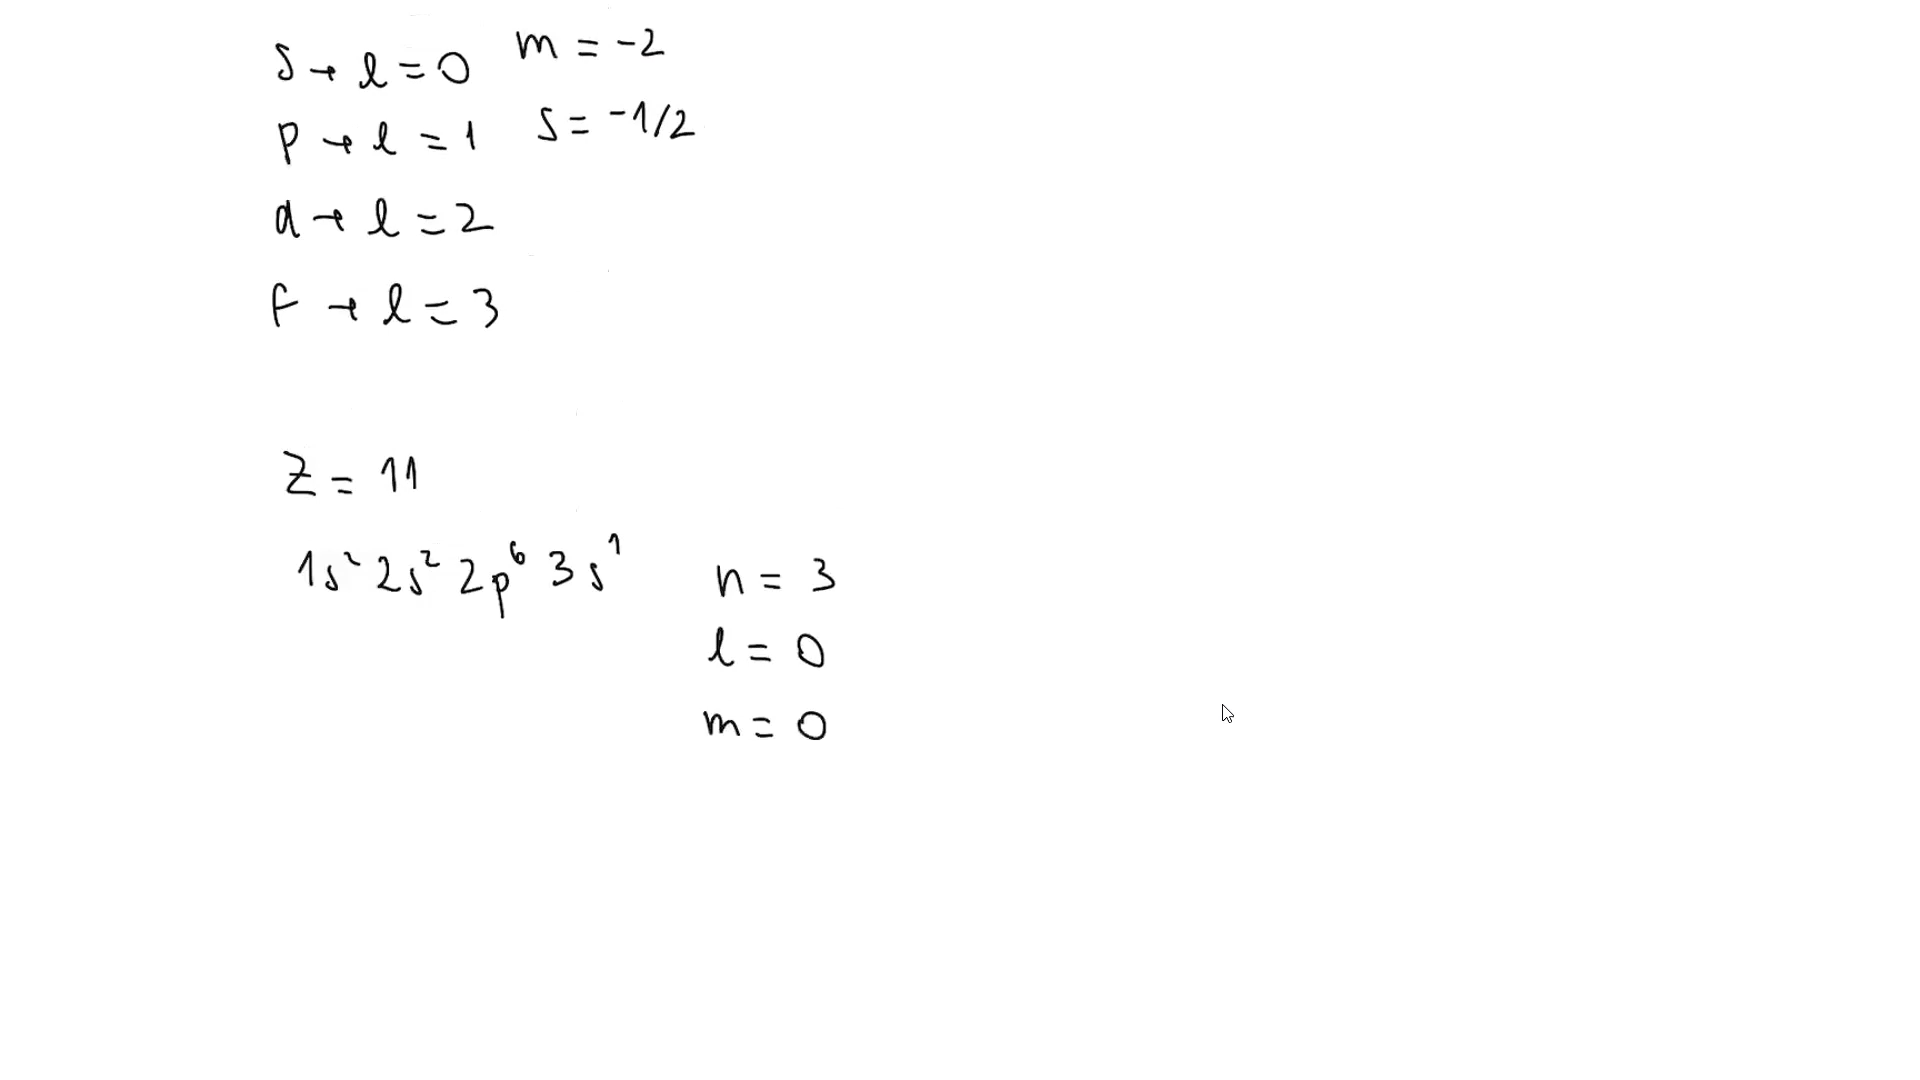 s → l = 0
m = -2
p → l = 1
s = -1/2
d → l = 2
f → l = 3
Z = 11
1s² 2s² 2p⁶ 3s¹
n = 3
l = 0
m = 0